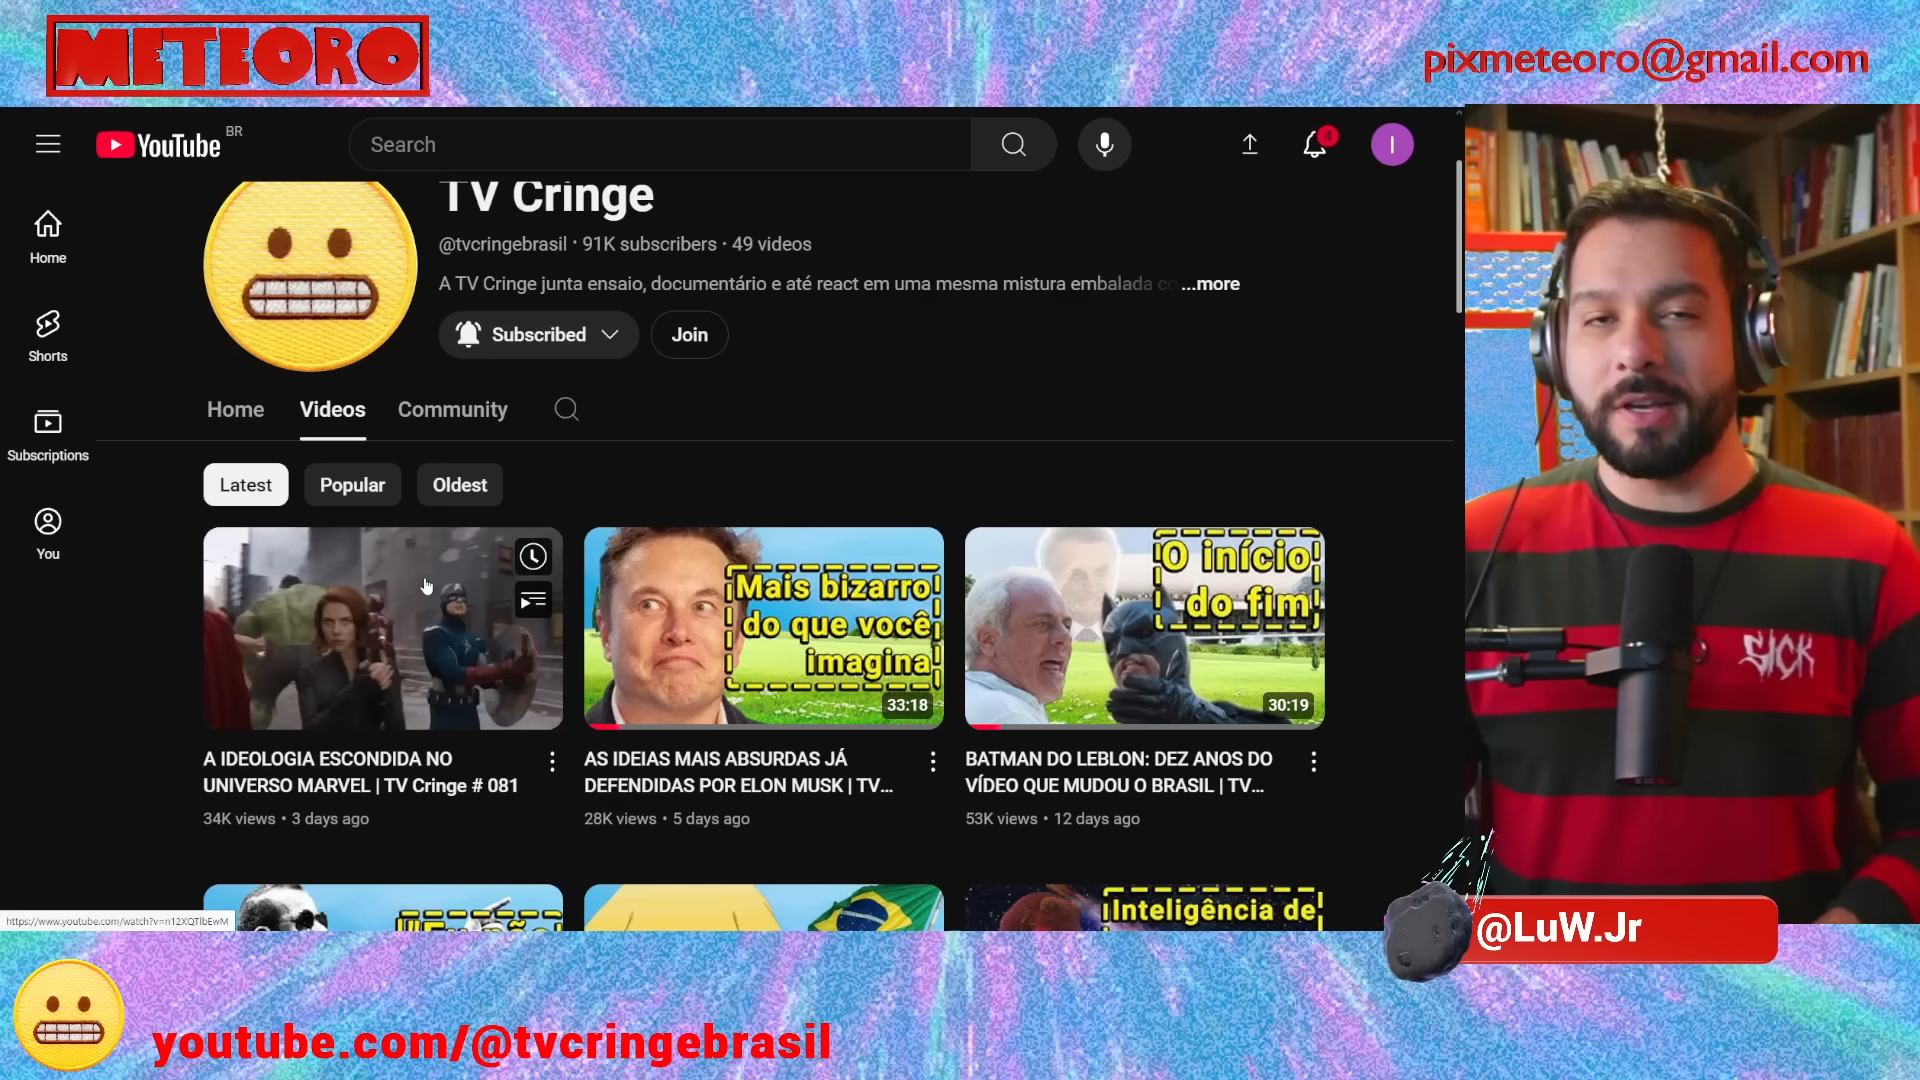 METEORO
pixmeteoro@gmail.com
YouTube BR
Search
4
I
Home
Shorts
Subscriptions
You
TV Cringe
@tvcringebrasil · 91K subscribers · 49 videos
A TV Cringe junta ensaio, documentário e até react em uma mesma mistura embalada co ...more
Subscribed
Join
Home Videos Community
Latest Popular Oldest
Mais bizarro
do que você
imagina
33:18
O início
do fim
30:19
A IDEOLOGIA ESCONDIDA NO
UNIVERSO MARVEL | TV Cringe # 081
34K views • 3 days ago
AS IDEIAS MAIS ABSURDAS JÁ
DEFENDIDAS POR ELON MUSK | TV...
28K views • 5 days ago
BATMAN DO LEBLON: DEZ ANOS DO
VÍDEO QUE MUDOU O BRASIL | TV...
53K views • 12 days ago
Inteligência de
SICK
@LuW.Jr
youtube.com/@tvcringebrasil